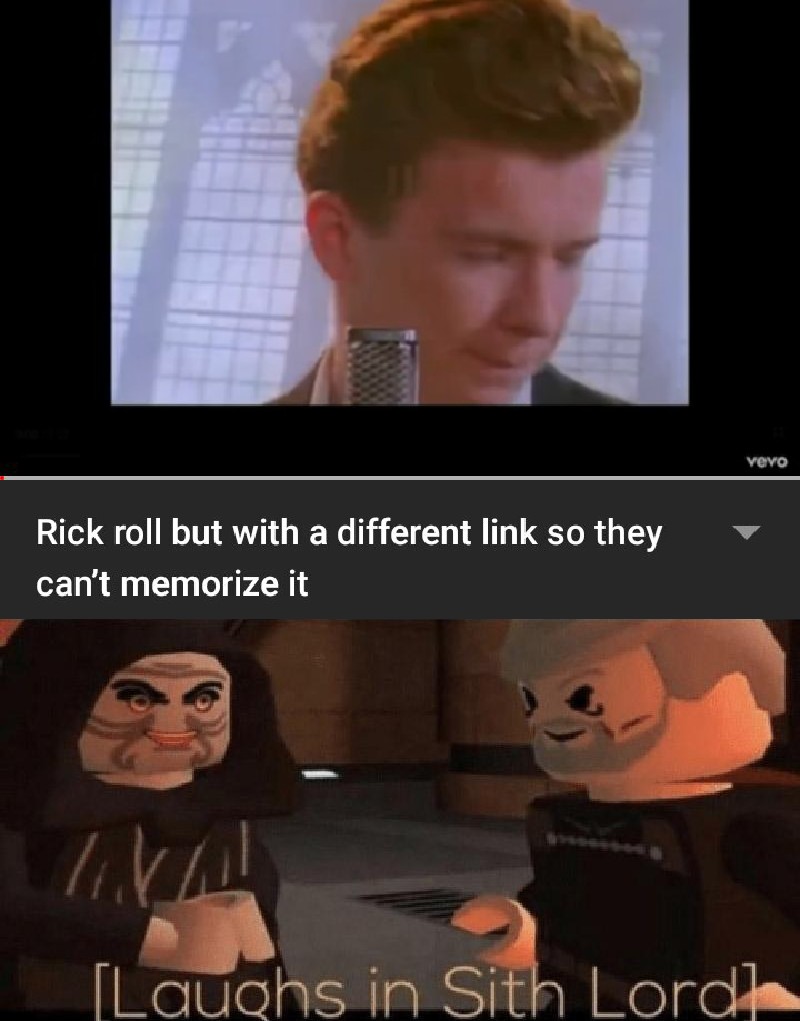 vevo
Rick roll but with a different link so they
can't memorize it
[Laughs in Sith Lord]